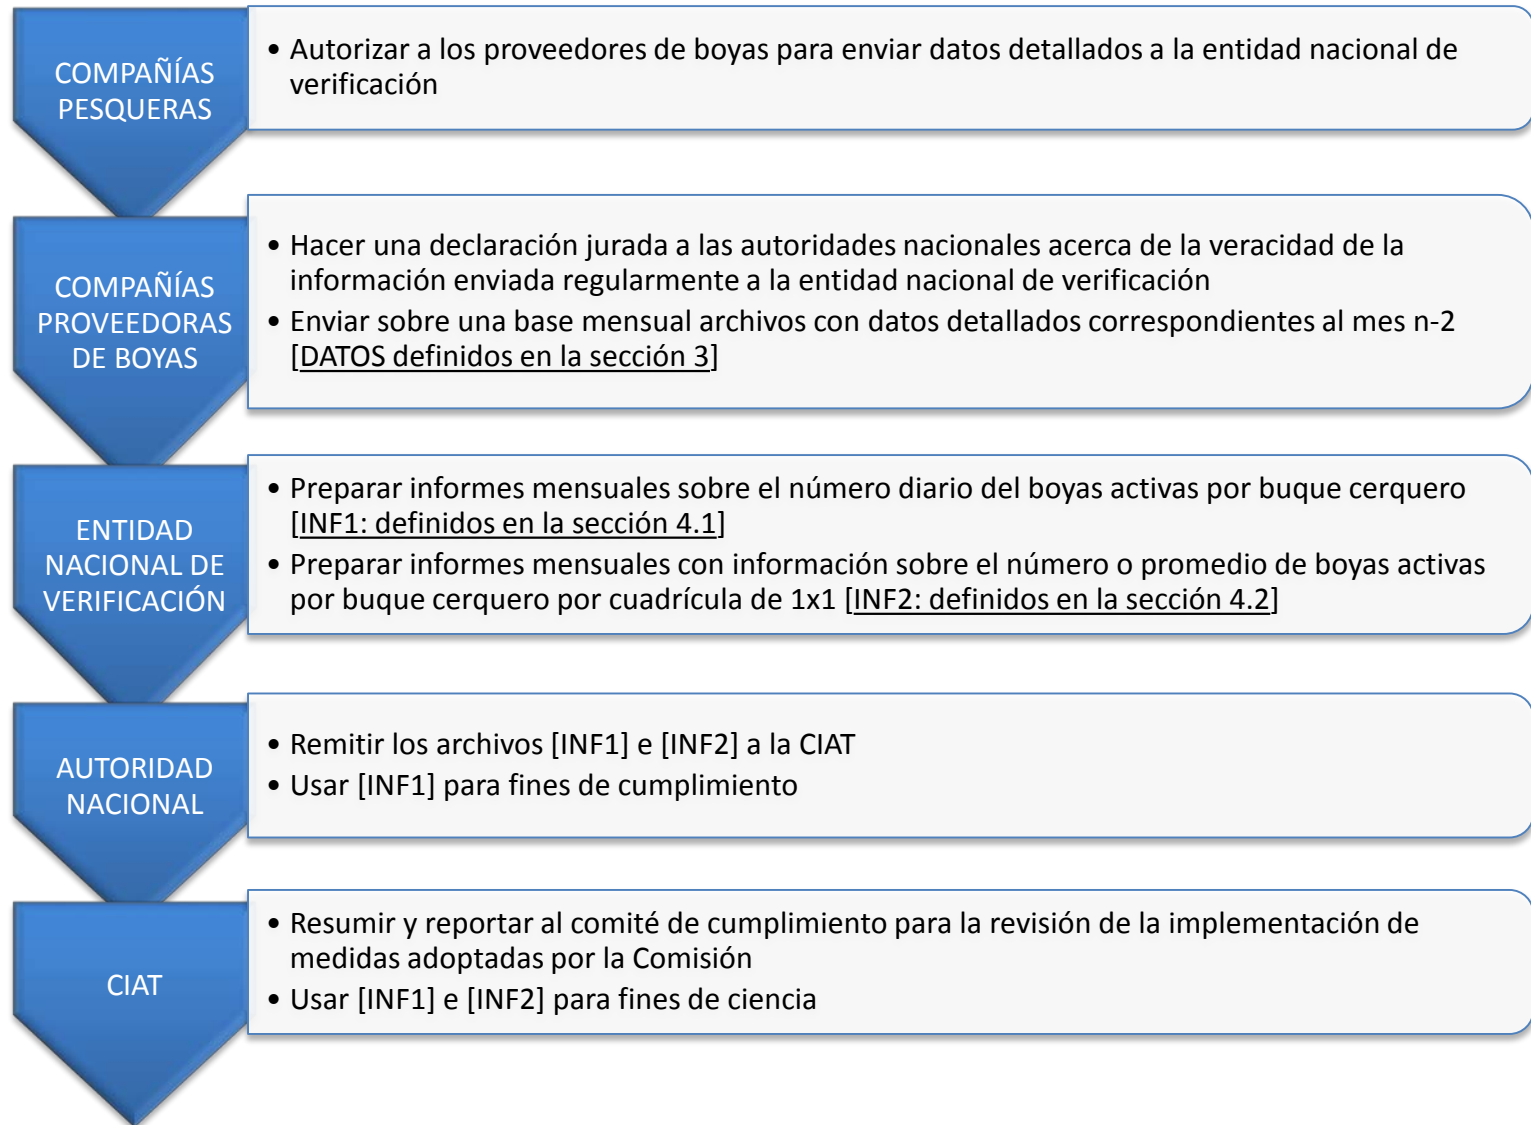 COMPAÑÍAS
PESQUERAS
• Autorizar a los proveedores de boyas para enviar datos detallados a la entidad nacional de
verificación
COMPAÑÍAS
PROVEEDORAS
DE BOYAS
• Hacer una declaración jurada a las autoridades nacionales acerca de la veracidad de la
información enviada regularmente a la entidad nacional de verificación
• Enviar sobre una base mensual archivos con datos detallados correspondientes al mes n-2
[DATOS definidos en la sección 3]
ENTIDAD
NACIONAL DE
VERIFICACIÓN
• Preparar informes mensuales sobre el número diario del boyas activas por buque cerquero
[INF1: definidos en la sección 4.1]
• Preparar informes mensuales con información sobre el número o promedio de boyas activas
por buque cerquero por cuadrícula de 1x1 [INF2: definidos en la sección 4.2]
AUTORIDAD
NACIONAL
• Remitir los archivos [INF1] e [INF2] a la CIAT
• Usar [INF1] para fines de cumplimiento
CIAT
• Resumir y reportar al comité de cumplimiento para la revisión de la implementación de
medidas adoptadas por la Comisión
• Usar [INF1] e [INF2] para fines de ciencia